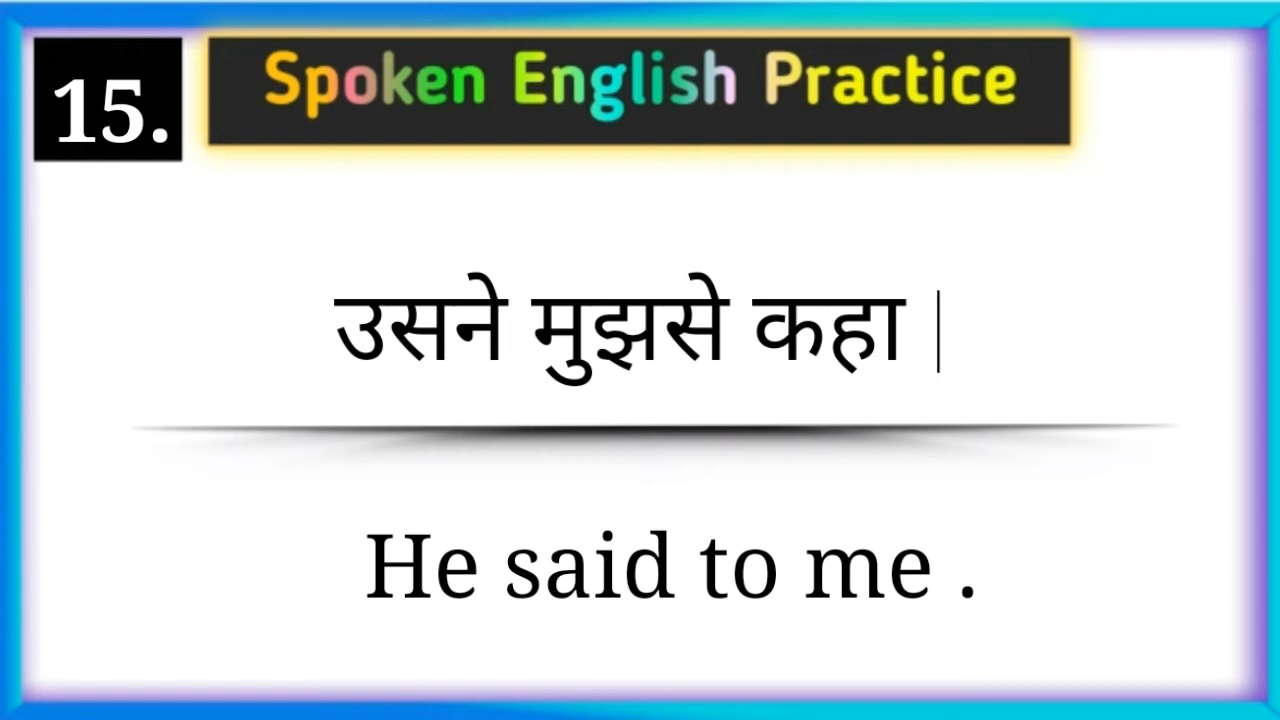 15.
Spoken English Practice
उसने मुझसे कहा |
He said to me .